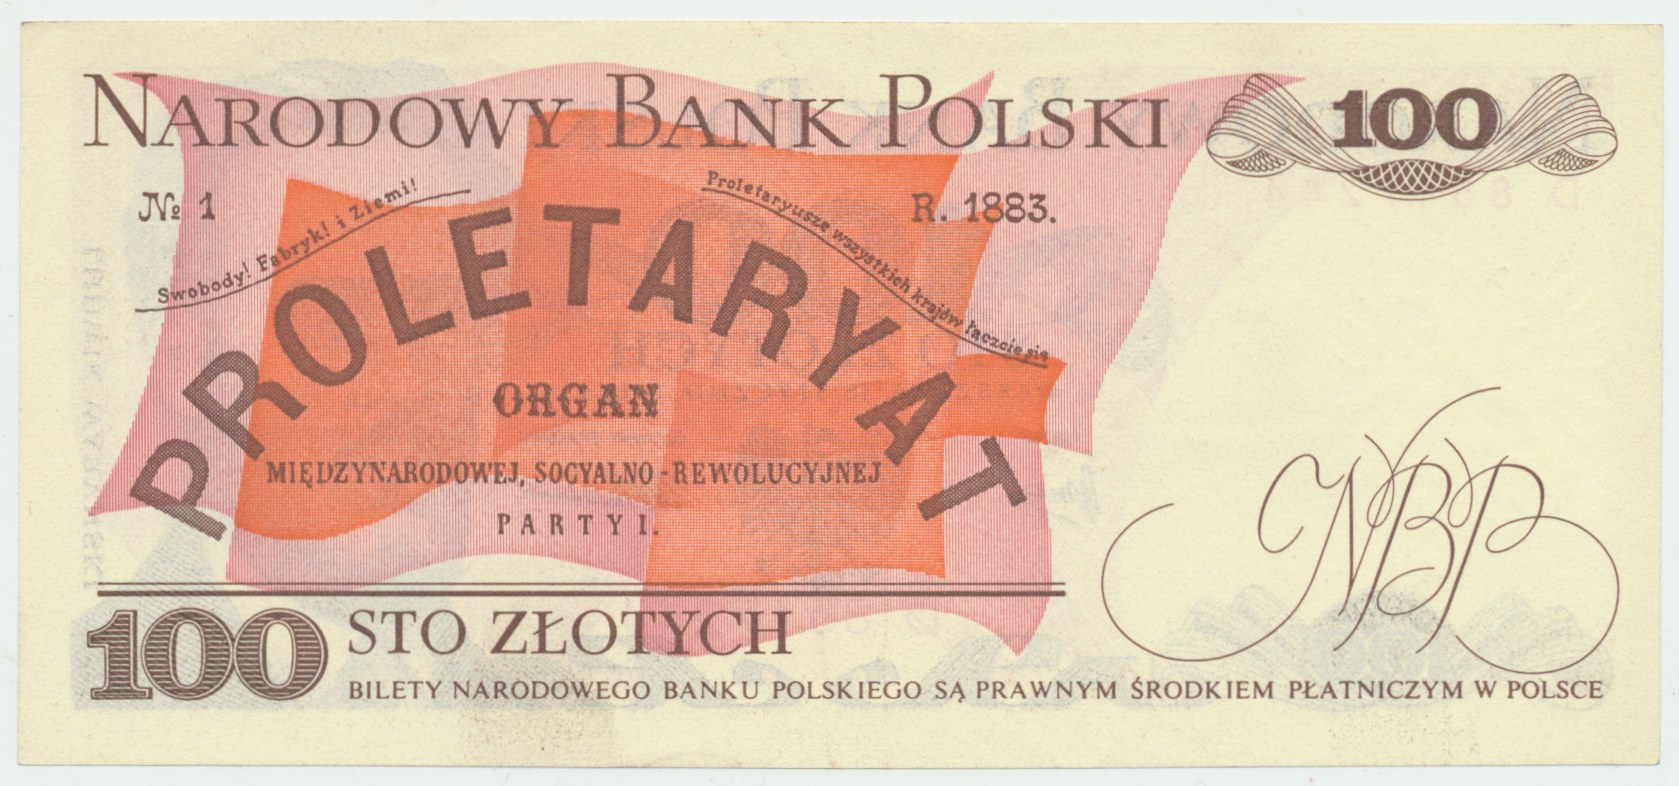 NARODOWY BANK POLSKI
100
№ 1
R. 1883.
Swobody! Fabryk! i Ziemi!
Proletaryusze wszystkich krajów łączcie się
PROLETARYAT
ORGAN
MIĘDZYNARODOWEJ, SOCYALNO-REWOLUCYJNEJ
PARTYI.
NBP
100 STO ZŁOTYCH
BILETY NARODOWEGO BANKU POLSKIEGO SĄ PRAWNYM ŚRODKIEM PŁATNICZYM W POLSCE